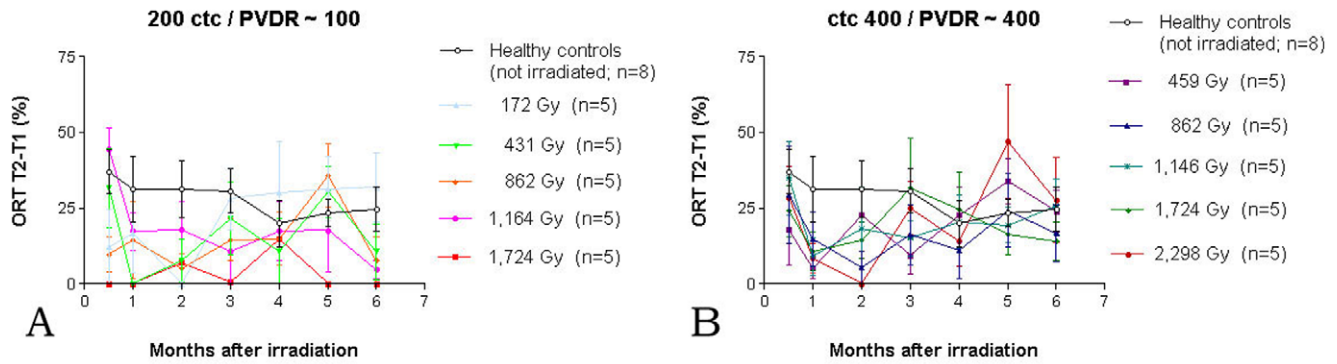 200 ctc / PVDR ~ 100
75
50
25
0
ORT T2-T1 (%)
0 1 2 3 4 5 6 7
Months after irradiation
A
Healthy controls
(not irradiated; n=8)
172 Gy (n=5)
431 Gy (n=5)
862 Gy (n=5)
1,164 Gy (n=5)
1,724 Gy (n=5)
ctc 400 / PVDR ~ 400
75
50
25
0
ORT T2-T1 (%)
0 1 2 3 4 5 6 7
Months after irradiation
B
Healthy controls
(not irradiated; n=8)
459 Gy (n=5)
862 Gy (n=5)
1,146 Gy (n=5)
1,724 Gy (n=5)
2,298 Gy (n=5)